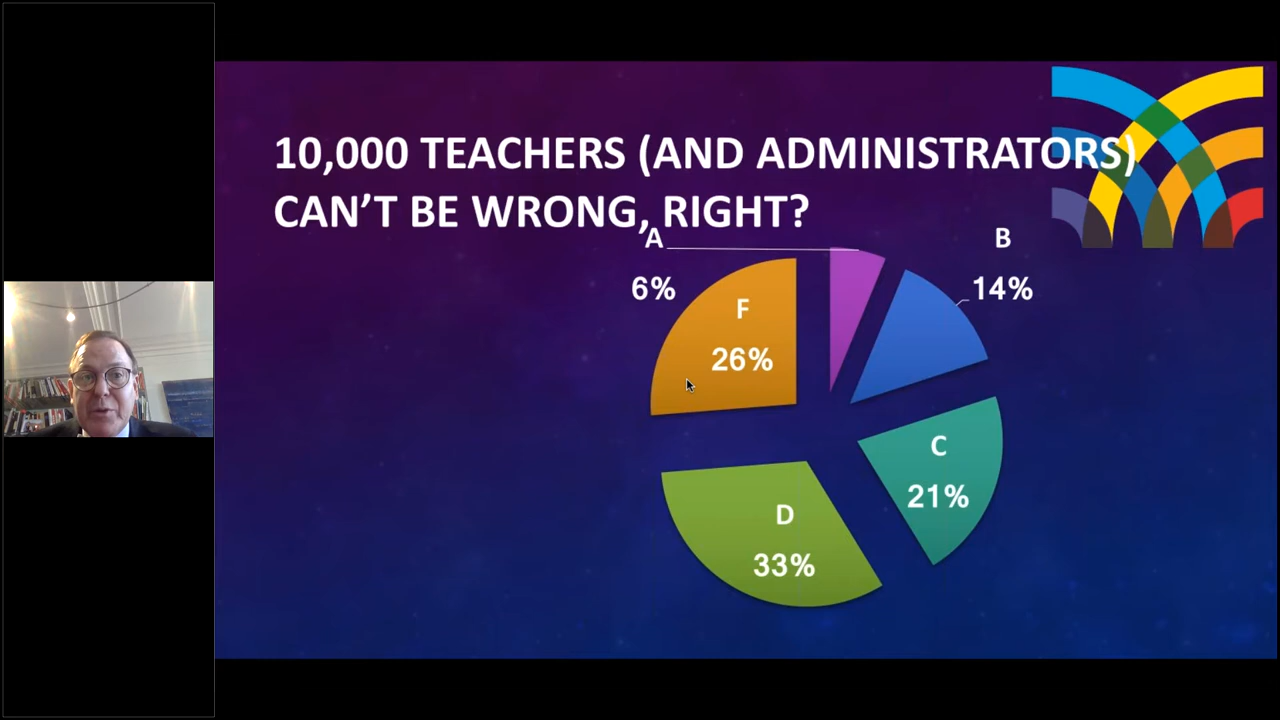 10,000 TEACHERS (AND ADMINISTRATORS)
CAN'T BE WRONG, RIGHT?
A
6%
B
14%
F
26%
C
21%
D
33%